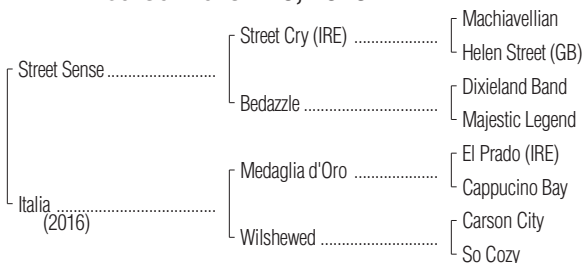 Machiavellian
Street Cry (IRE)
Helen Street (GB)
Street Sense
Dixieland Band
Bedazzle
Majestic Legend
El Prado (IRE)
Medaglia d'Oro
Cappucino Bay
Italia
(2016)
Carson City
Wilshewed
So Cozy